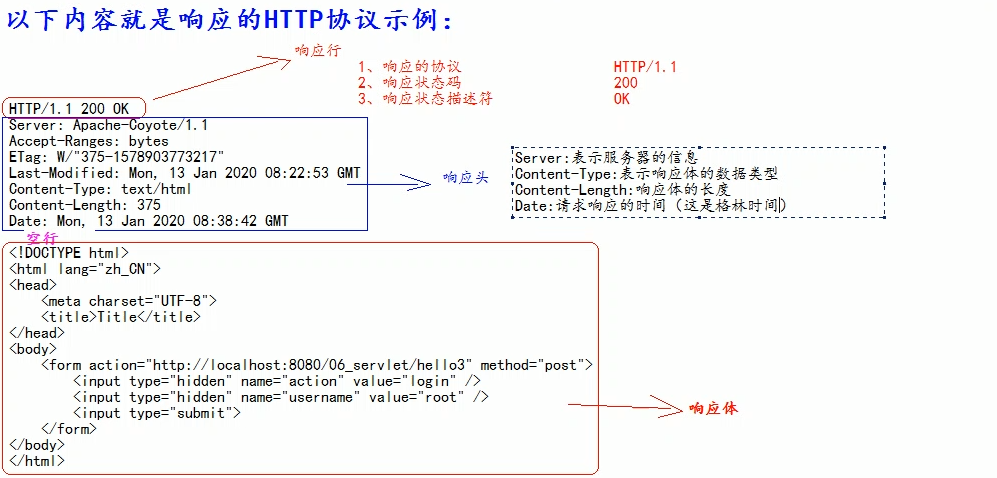 以下内容就是响应的HTTP协议示例：
响应行
1、响应的协议 HTTP/1.1
2、响应状态码 200
3、响应状态描述符 OK
HTTP/1.1 200 OK
Server: Apache-Coyote/1.1
Accept-Ranges: bytes
ETag: W/"375-1578903773217"
Last-Modified: Mon, 13 Jan 2020 08:22:53 GMT
Content-Type: text/html
Content-Length: 375
Date: Mon, 13 Jan 2020 08:38:42 GMT
响应头
Server:表示服务器的信息
Content-Type:表示响应体的数据类型
Content-Length:响应体的长度
Date:请求响应的时间（这是格林时间）
空行
<!DOCTYPE html>
<html lang="zh_CN">
<head>
    <meta charset="UTF-8">
    <title>Title</title>
</head>
<body>
    <form action="http://localhost:8080/06_servlet/hello3" method="post">
        <input type="hidden" name="action" value="login" />
        <input type="hidden" name="username" value="root" />
        <input type="submit">
    </form>
</body>
</html>
响应体